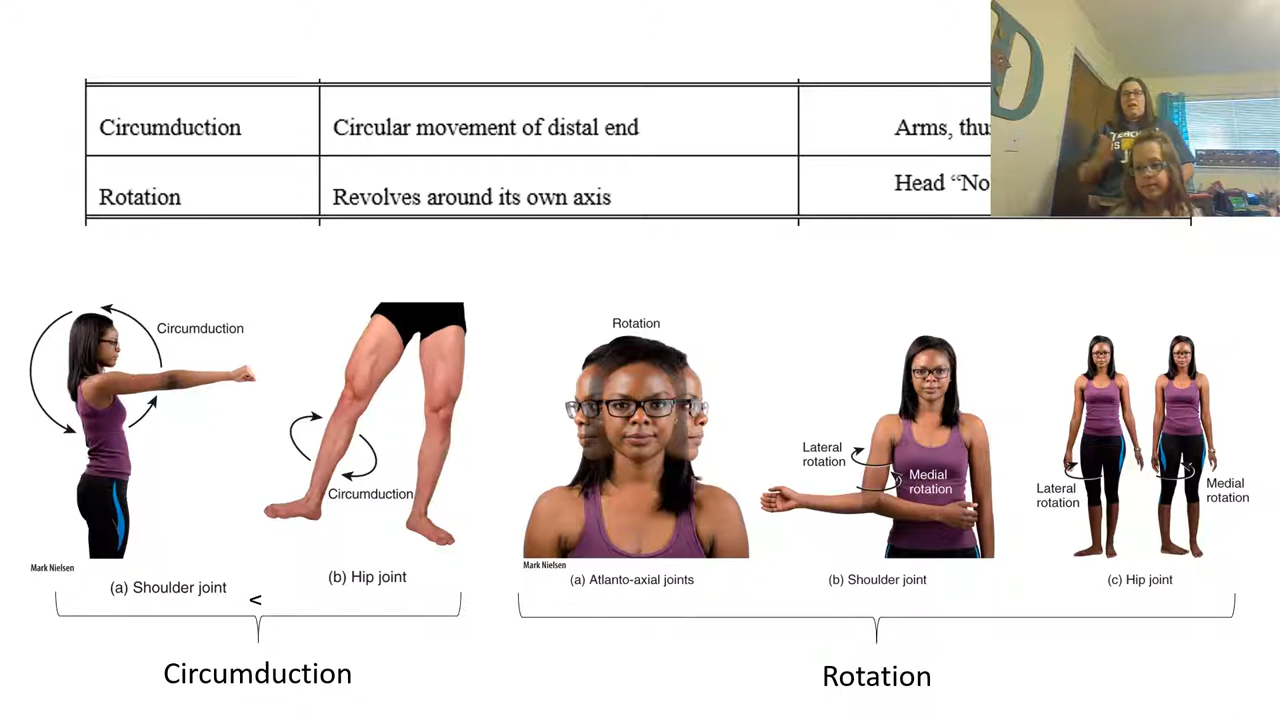 Circumduction
Circular movement of distal end
Arms, thu
Rotation
Revolves around its own axis
Head “No
D
Circumduction
Circumduction
Mark Nielsen
(a) Shoulder joint
(b) Hip joint
<
Circumduction
Rotation
Lateral
rotation
Medial
rotation
Lateral
rotation
Medial
rotation
Mark Nielsen
(a) Atlanto-axial joints
(b) Shoulder joint
(c) Hip joint
Rotation